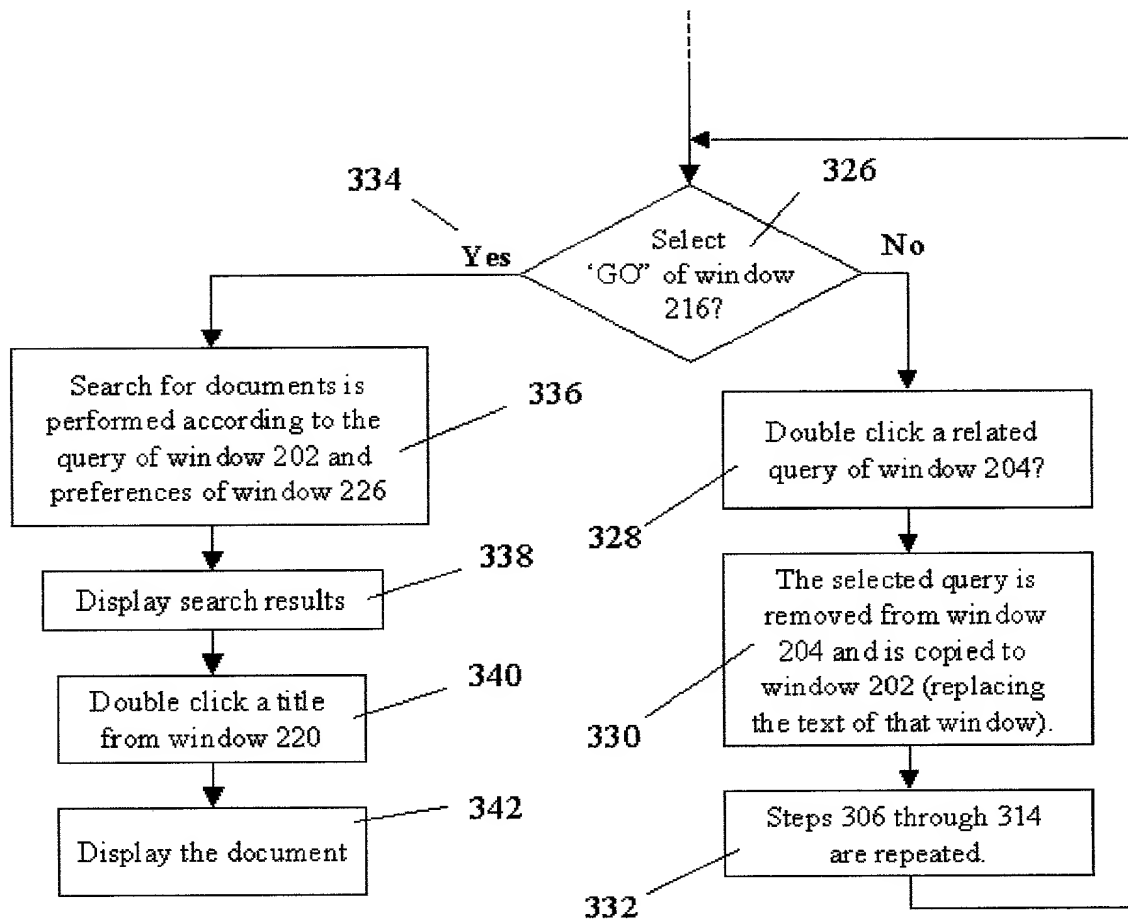 334
326
Yes
No
Select
‘GO” of window
216?
Search for documents is
performed according to the
query of window 202 and
preferences of window 226
336
Double click a related
query of window 204?
328
338
Display search results
The selected query is
removed from window
204 and is copied to
window 202 (replacing
the text of that window).
330
340
Double click a title
from window 220
342
Display the document
Steps 306 through 314
are repeated.
332